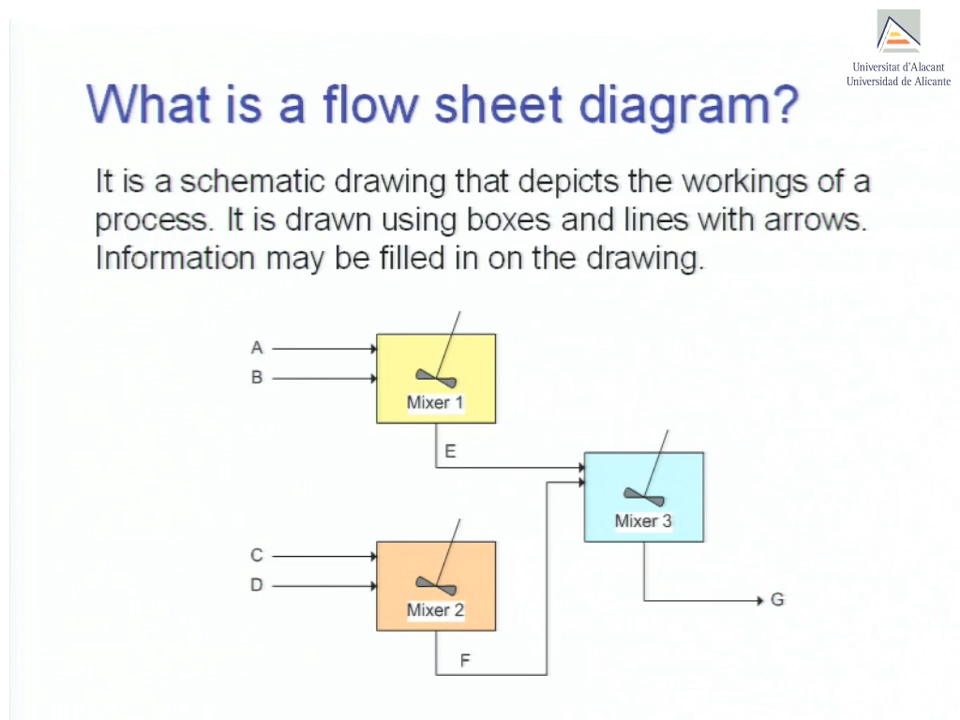 Universitat d'Alacant
Universidad de Alicante
What is a flow sheet diagram?
It is a schematic drawing that depicts the workings of a
process. It is drawn using boxes and lines with arrows.
Information may be filled in on the drawing.
A
B
Mixer 1
E
Mixer 3
C
D
Mixer 2
G
F